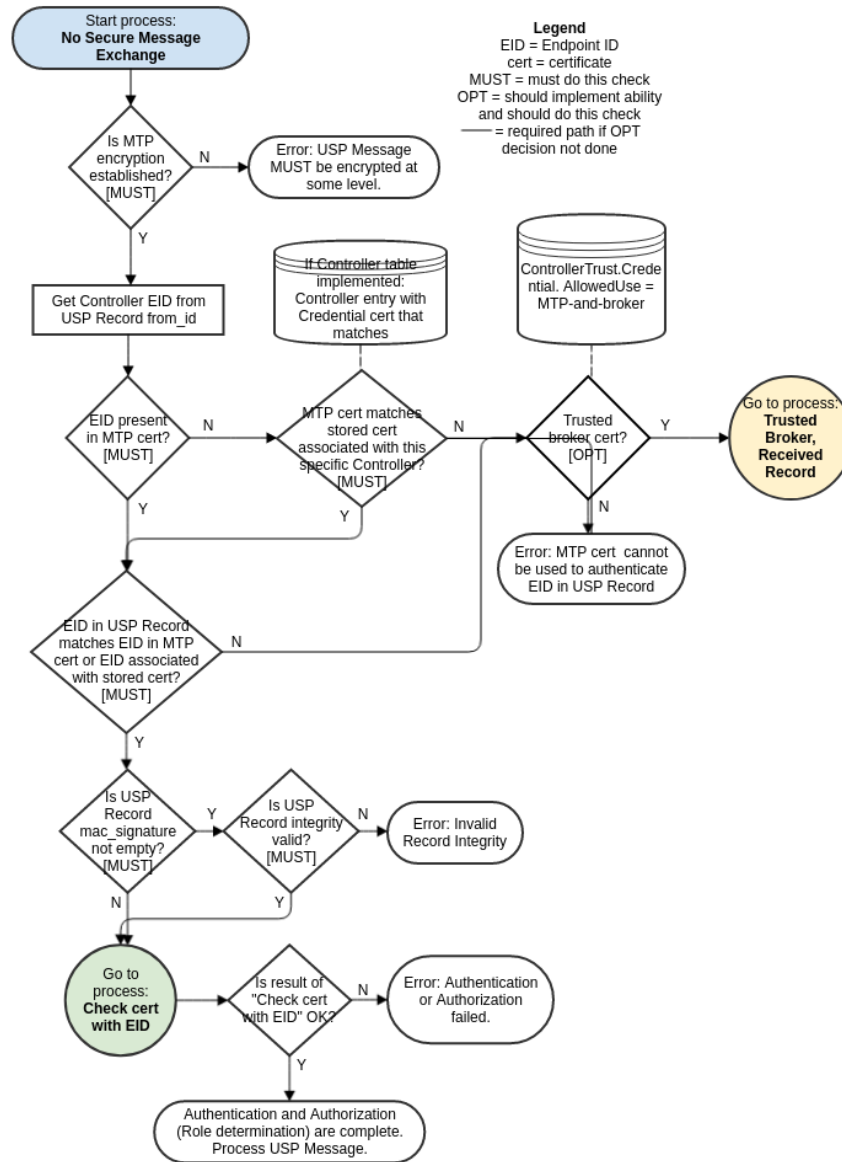 Start process:
No Secure Message
Exchange
Legend
EID = Endpoint ID
cert = certificate
MUST = must do this check
OPT = should implement ability
and should do this check
= required path if OPT
decision not done
Is MTP
encryption
established?
[MUST]
N
Error: USP Message
MUST be encrypted at
some level.
Y
Get Controller EID from
USP Record from_id
If Controller table
implemented:
Controller entry with
Credential cert that
matches
ControllerTrust.Crede
ntial. AllowedUse =
MTP-and-broker
EID present
in MTP cert?
[MUST]
N
MTP cert matches
stored cert
associated with this
specific Controller?
[MUST]
N
Trusted
broker cert?
[OPT]
Y
Go to process:
Trusted
Broker,
Received
Record
Y
Y
N
Error: MTP cert cannot
be used to authenticate
EID in USP Record
EID in USP Record
matches EID in MTP
cert or EID associated
with stored cert?
[MUST]
N
Y
Is USP
Record
mac_signature
not empty?
[MUST]
Y
Is USP
Record integrity
valid?
[MUST]
N
Error: Invalid
Record Integrity
N
Y
Go to
process:
Check cert
with EID
Is result of
"Check cert
with EID" OK?
N
Error: Authentication
or Authorization
failed.
Y
Authentication and Authorization
(Role determination) are complete.
Process USP Message.